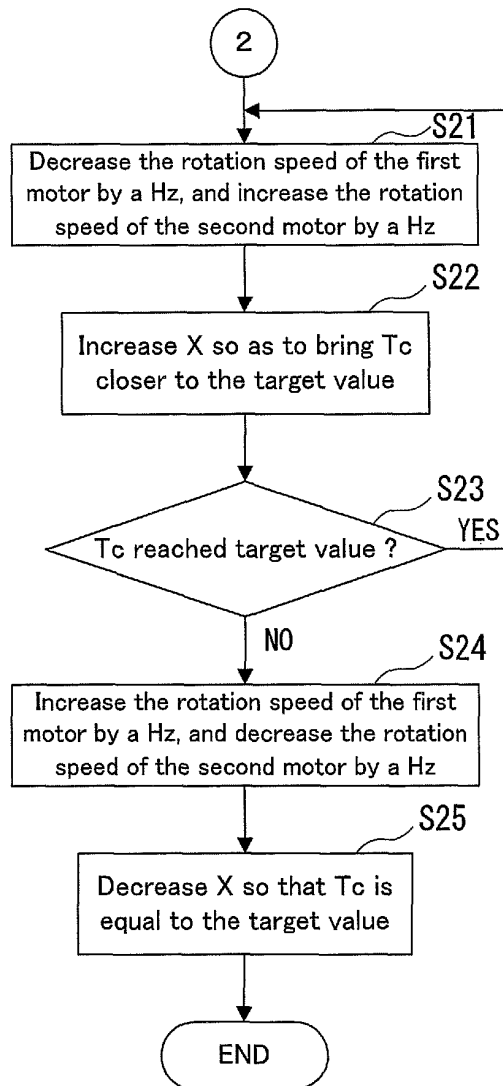 2
S21
Decrease the rotation speed of the first
motor by a Hz, and increase the rotation
speed of the second motor by a Hz
S22
Increase X so as to bring Tc
closer to the target value
S23
Tc reached target value ?
YES
NO
S24
Increase the rotation speed of the first
motor by a Hz, and decrease the rotation
speed of the second motor by a Hz
S25
Decrease X so that Tc is
equal to the target value
END